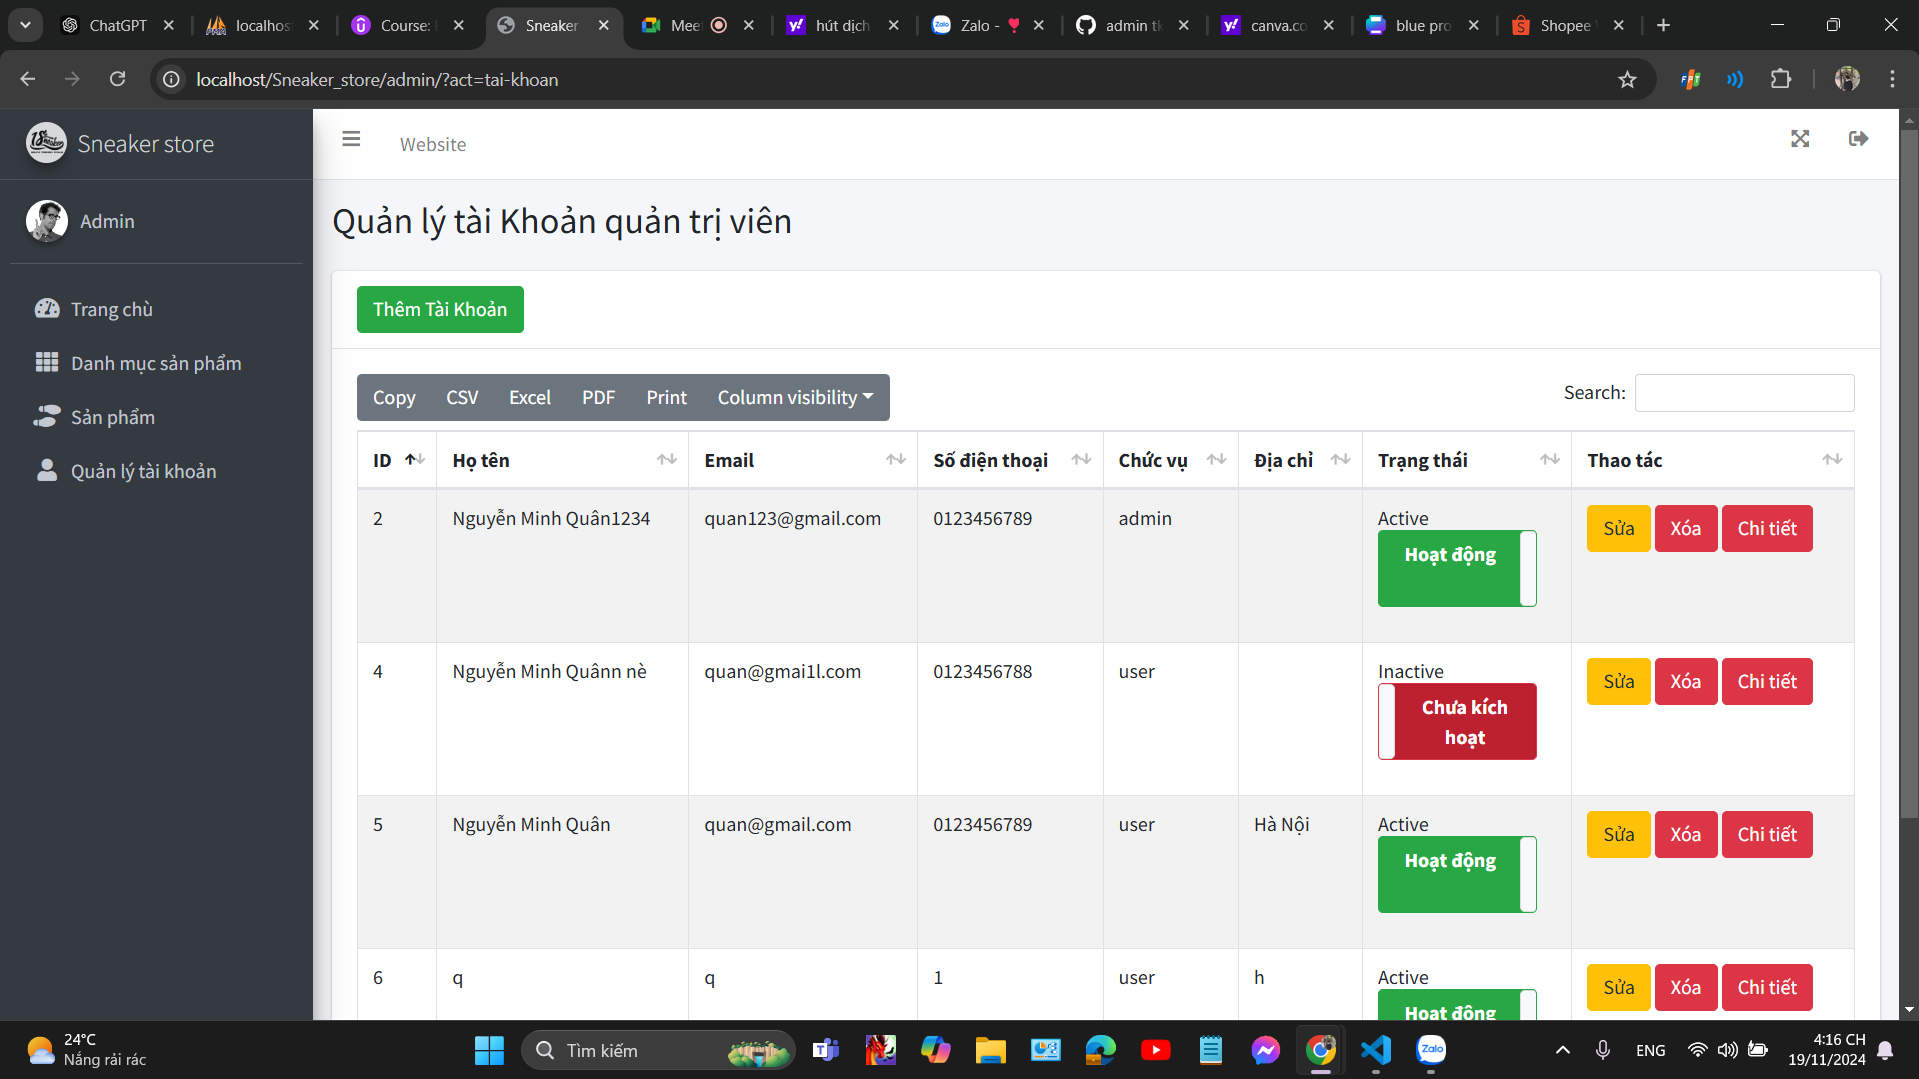 ChatGPT
localhos
Course: I
Sneaker
Mee
hút dịch
Zalo -
admin tk
canva.co
blue pro
Shopee
localhost/Sneaker_store/admin/?act=tai-khoan
Sneaker store
Website
Admin
Quản lý tài Khoản quản trị viên
Trang chủ
Danh mục sản phẩm
Sản phẩm
Quản lý tài khoản
Thêm Tài Khoản
Copy CSV Excel PDF Print Column visibility
Search:
ID Họ tên Email Số điện thoại Chức vụ Địa chỉ Trạng thái Thao tác
2 Nguyễn Minh Quân1234 quan123@gmail.com 0123456789 admin Active Sửa Xóa Chi tiết
Hoạt động
4 Nguyễn Minh Quânn nè quan@gmai1l.com 0123456788 user Inactive Sửa Xóa Chi tiết
Chưa kích
hoạt
5 Nguyễn Minh Quân quan@gmail.com 0123456789 user Hà Nội Active Sửa Xóa Chi tiết
Hoạt động
6 q q 1 user h Active Sửa Xóa Chi tiết
Hoạt động
24°C
Nắng rải rác
Tìm kiếm
Zalo
ENG
4:16 CH
19/11/2024